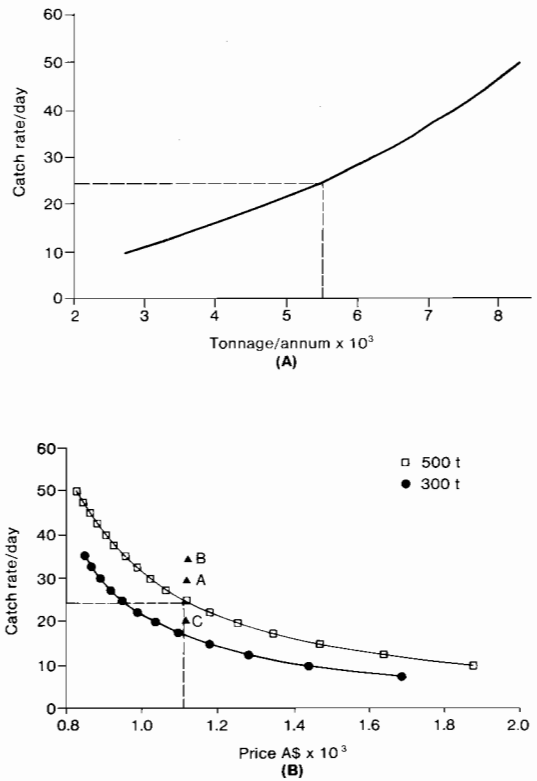 60
50
40
30
20
10
0
Catch rate/day
2 3 4 5 6 7 8
Tonnage/annum x 10³
(A)
60
50
40
30
20
10
0
Catch rate/day
500 t
300 t
B
A
C
0.8 1.0 1.2 1.4 1.6 1.8 2.0
Price A$ x 10³
(B)